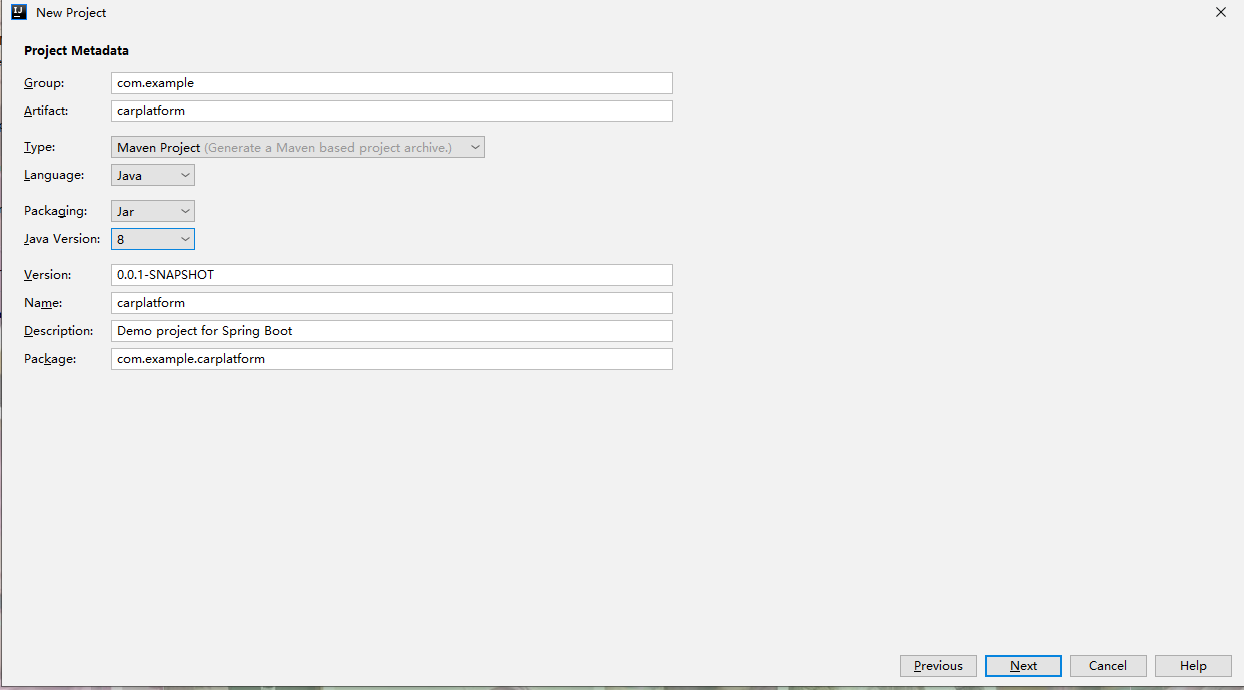 New Project
Project Metadata
Group: com.example
Artifact: carplatform
Type: Maven Project (Generate a Maven based project archive.)
Language: Java
Packaging: Jar
Java Version: 8
Version: 0.0.1-SNAPSHOT
Name: carplatform
Description: Demo project for Spring Boot
Package: com.example.carplatform
Previous Next Cancel Help